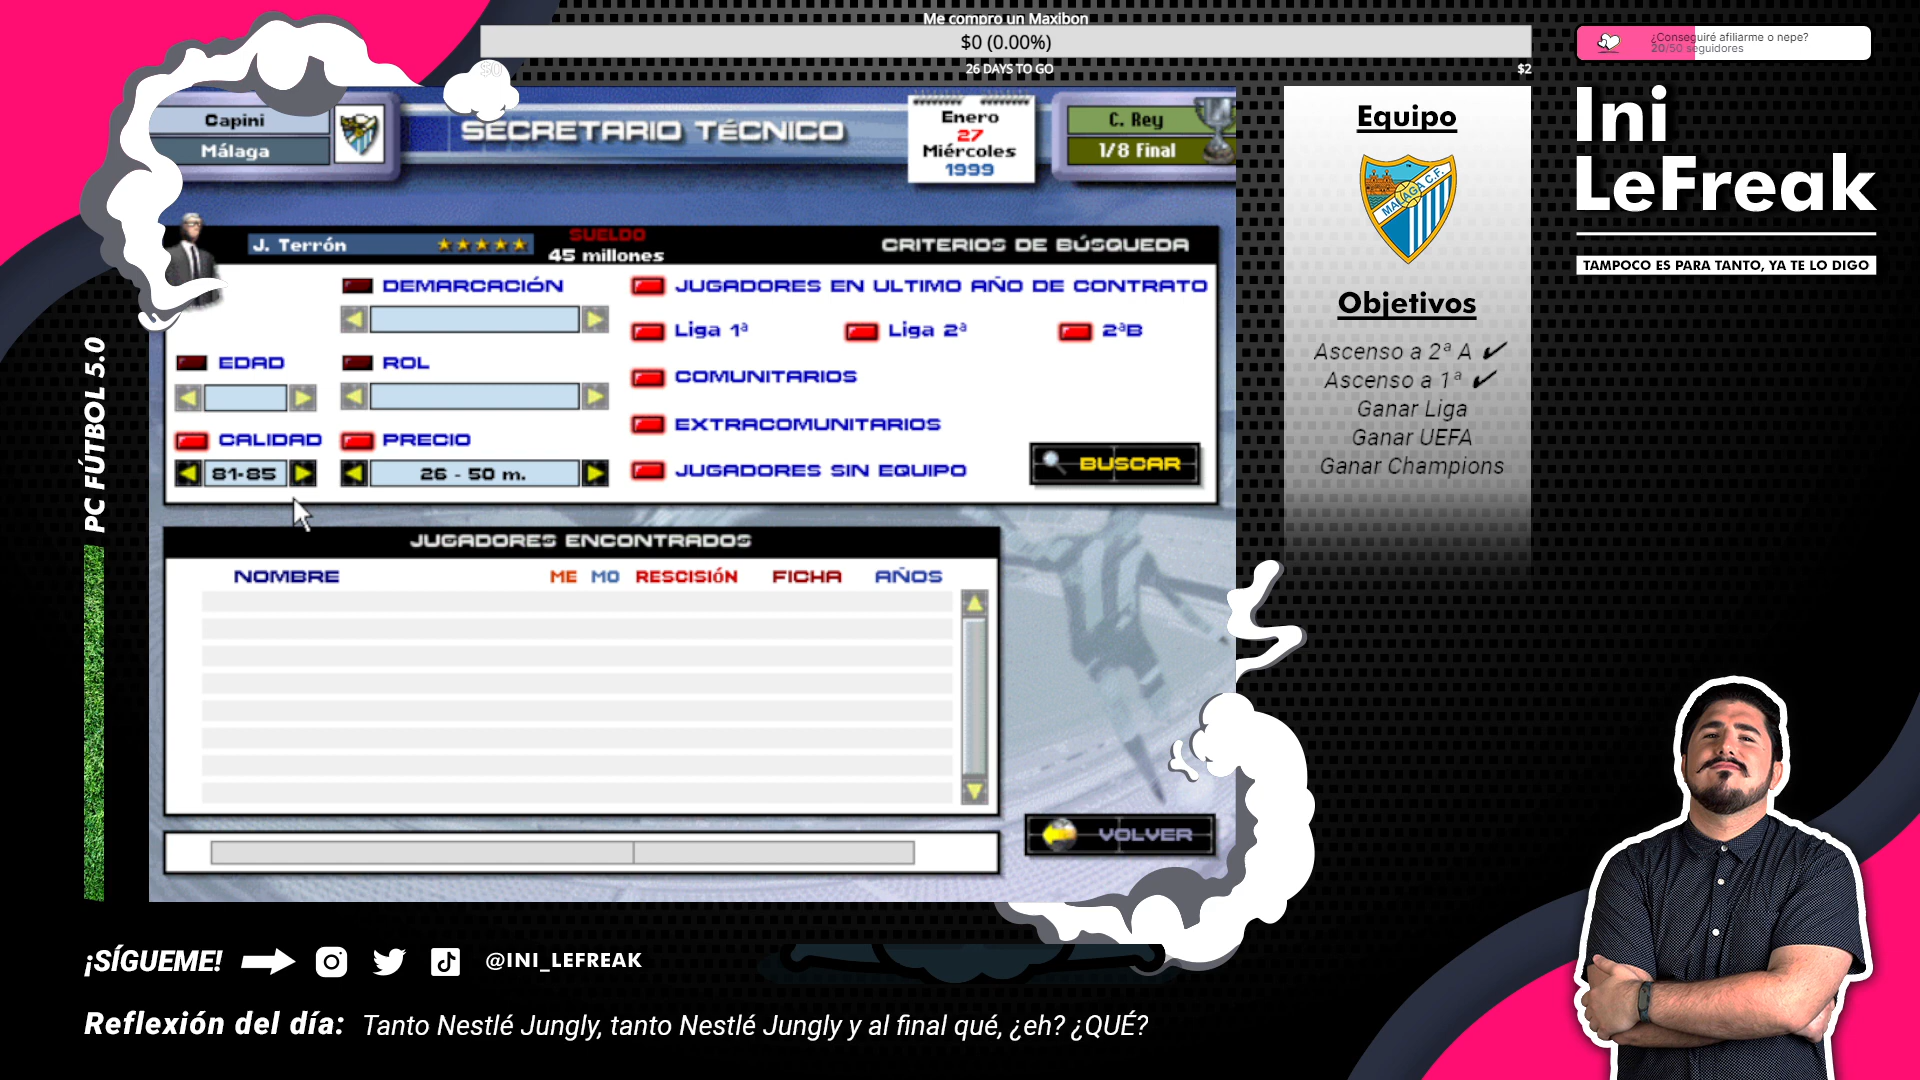 Me compro un Maxibon
$0 (0.00%)
$0
26 DAYS TO GO
$2
¿Conseguiré afiliarme o nepe?
20/50 seguidores
Ini
LeFreak
TAMPOCO ES PARA TANTO, YA TE LO DIGO
Capini
Málaga
SECRETARIO TÉCNICO
Enero
27
Miércoles
1999
C. Rey
1/8 Final
J. Terrón
SUELDO
45 millones
CRITERIOS DE BÚSQUEDA
DEMARCACIÓN
JUGADORES EN ULTIMO AÑO DE CONTRATO
Liga 1ª
Liga 2ª
2ªB
EDAD
ROL
COMUNITARIOS
EXTRACOMUNITARIOS
CALIDAD
PRECIO
81-85
26 - 50 m.
JUGADORES SIN EQUIPO
BUSCAR
JUGADORES ENCONTRADOS
NOMBRE
ME
MO
RESCISIÓN
FICHA
AÑOS
VOLVER
Equipo
MALAGA C.F.
Objetivos
Ascenso a 2ª A ✔
Ascenso a 1ª ✔
Ganar Liga
Ganar UEFA
Ganar Champions
PC FÚTBOL 5.0
¡SÍGUEME!
@INI_LEFREAK
Reflexión del día: Tanto Nestlé Jungly, tanto Nestlé Jungly y al final qué, ¿eh? ¿QUÉ?